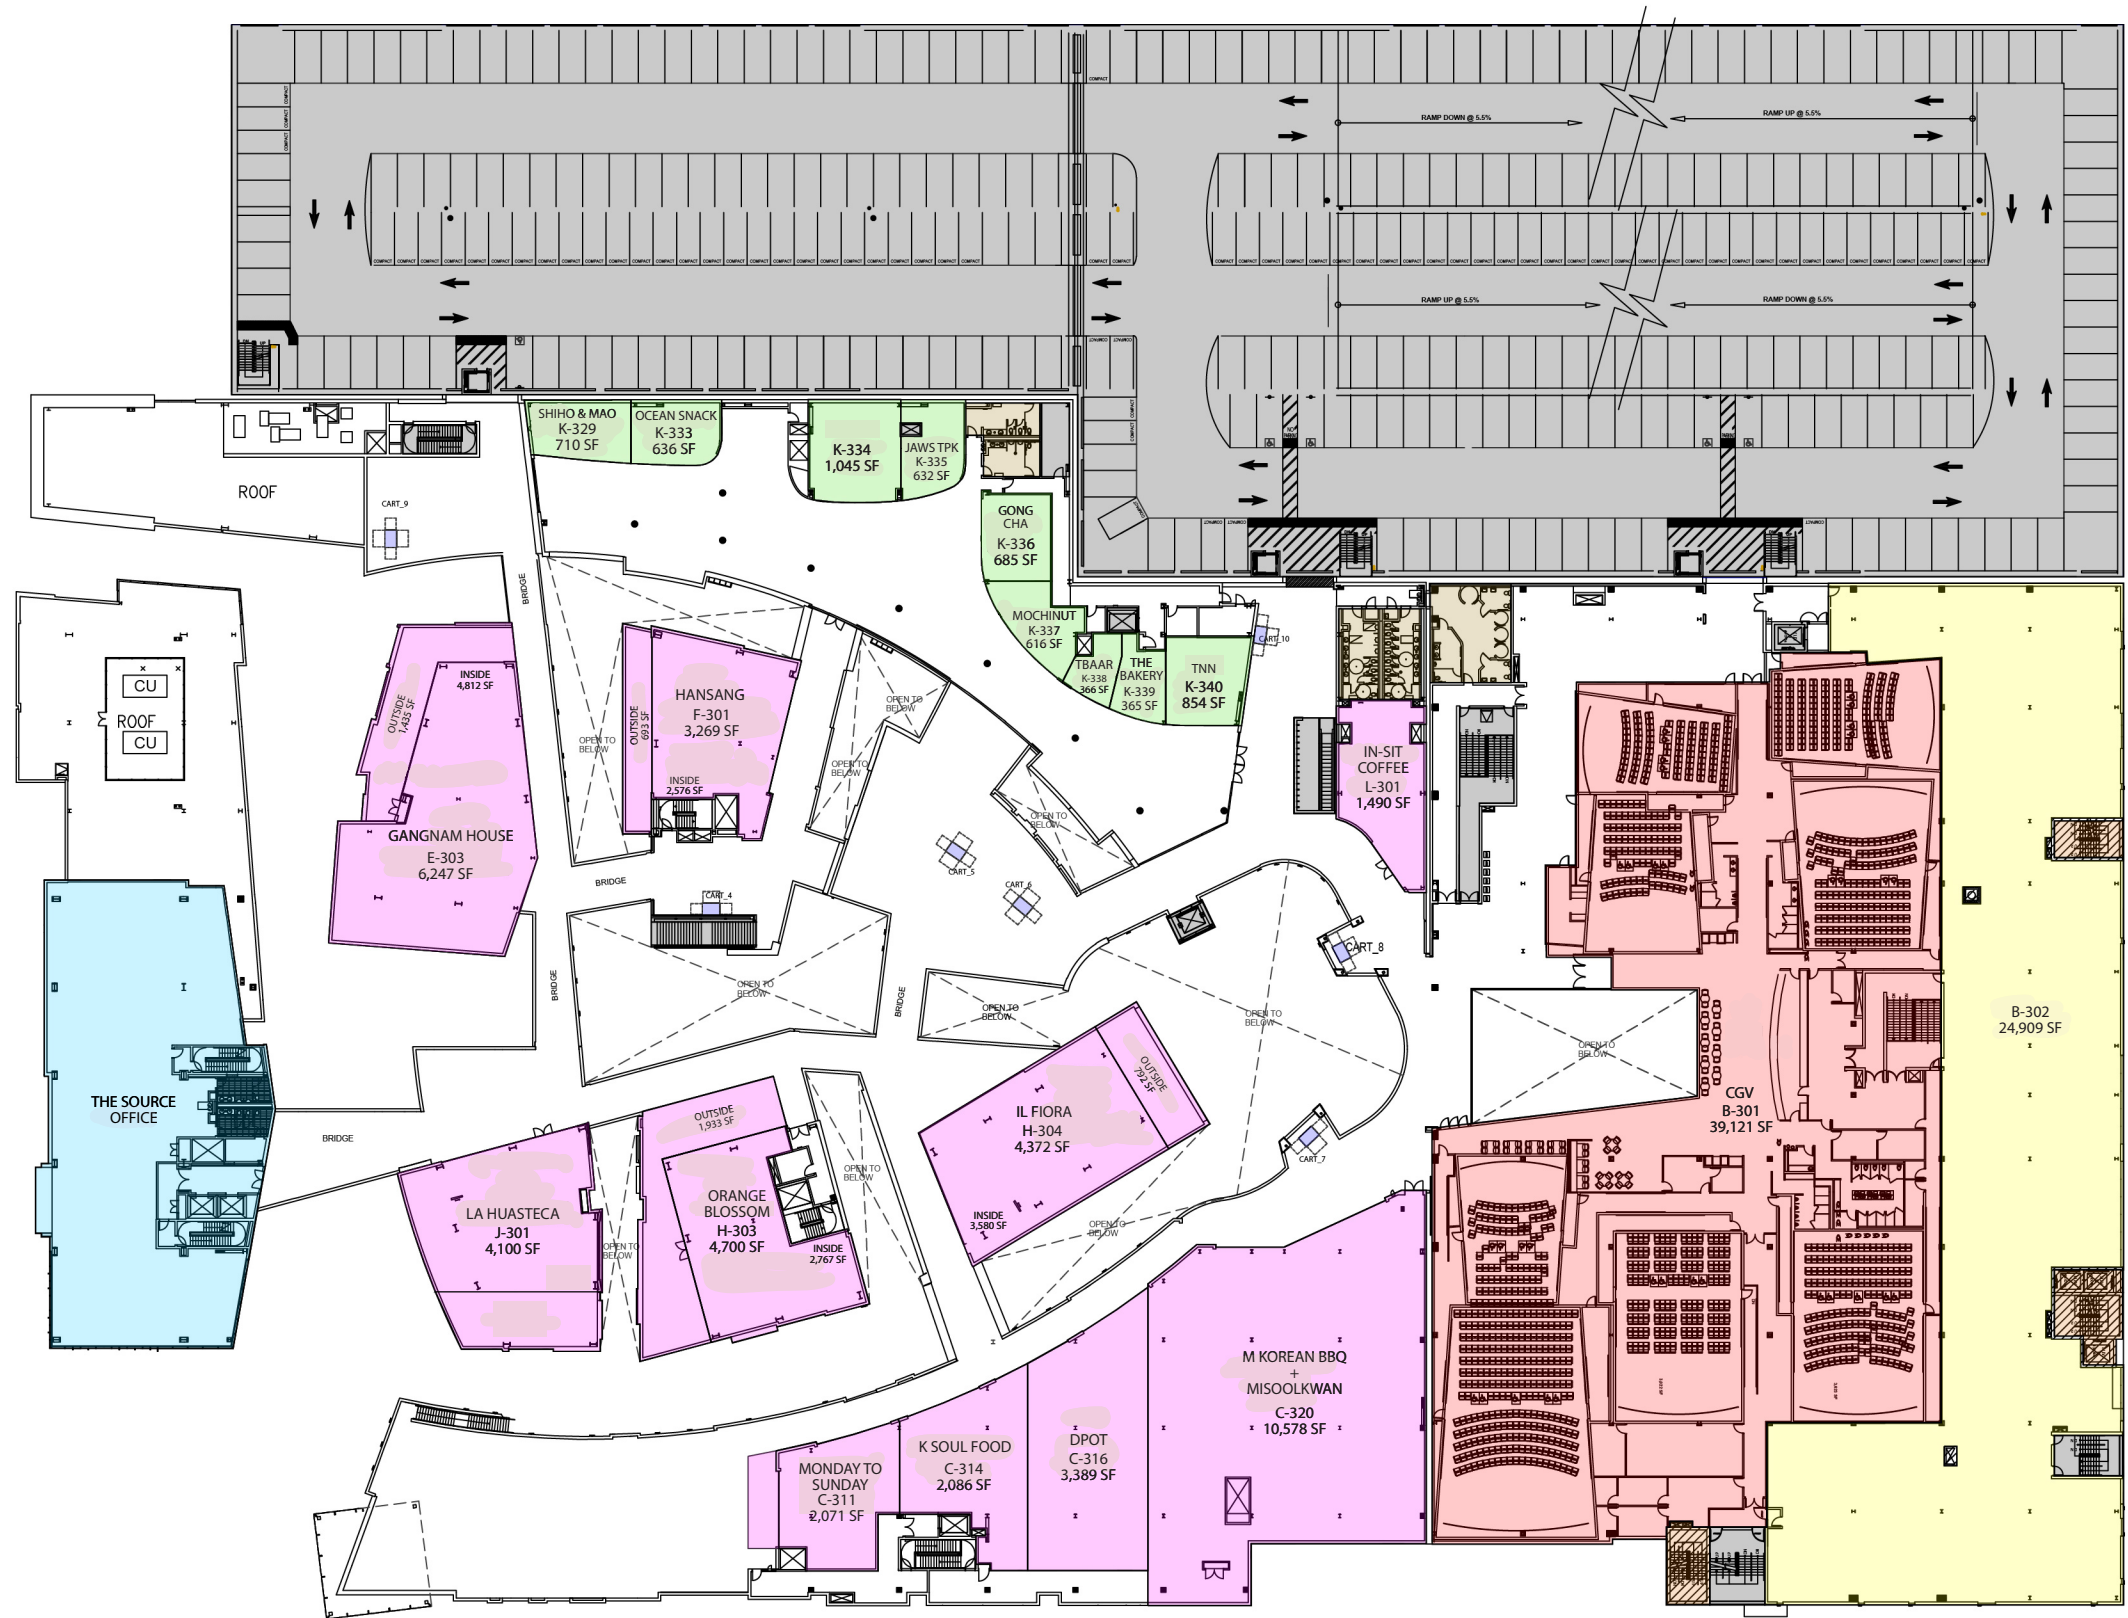 COMPACT
RAMP DOWN @ 5.5%
RAMP UP @ 5.5%
COMPACT
RAMP UP @ 5.5%
RAMP DOWN @ 5.5%
NO
PARKING
SHIHO & MAO
K-329
710 SF
OCEAN SNACK
K-333
636 SF
K-334
1,045 SF
JAWS TPK
K-335
632 SF
ROOF
CART_9
BRIDGE
GONG
CHA
K-336
685 SF
MOCHINUT
K-337
616 SF
TBAAR
K-338
366 SF
THE
BAKERY
K-339
365 SF
TNN
K-340
854 SF
CART_10
CU
ROOF
CU
OUTSIDE
1,435 SF
INSIDE
4,812 SF
GANGNAM HOUSE
E-303
6,247 SF
OPEN TO
BELOW
OUTSIDE
693 SF
HANSANG
F-301
3,269 SF
INSIDE
2,576 SF
OPEN TO
BELOW
OPEN TO
BELOW
OPEN TO
BELOW
IN-SIT
COFFEE
L-301
1,490 SF
CART_5
CART_6
BRIDGE
CART_4
CART_8
BRIDGE
OPEN TO
BELOW
BRIDGE
OPEN TO
BELOW
OPEN TO
BELOW
OPEN TO
BELOW
B-302
24,909 SF
CGV
B-301
39,121 SF
THE SOURCE
OFFICE
BRIDGE
OUTSIDE
1,933 SF
IL FIORA
H-304
4,372 SF
OUTSIDE
792 SF
INSIDE
3,580 SF
CART_7
OPEN TO
BELOW
LA HUASTECA
J-301
4,100 SF
OPEN TO
BELOW
ORANGE
BLOSSOM
H-303
4,700 SF
INSIDE
2,767 SF
OPEN TO
BELOW
M KOREAN BBQ
+
MISOOLKWAN
C-320
10,578 SF
DPOT
C-316
3,389 SF
K SOUL FOOD
C-314
2,086 SF
MONDAY TO
SUNDAY
C-311
2,071 SF